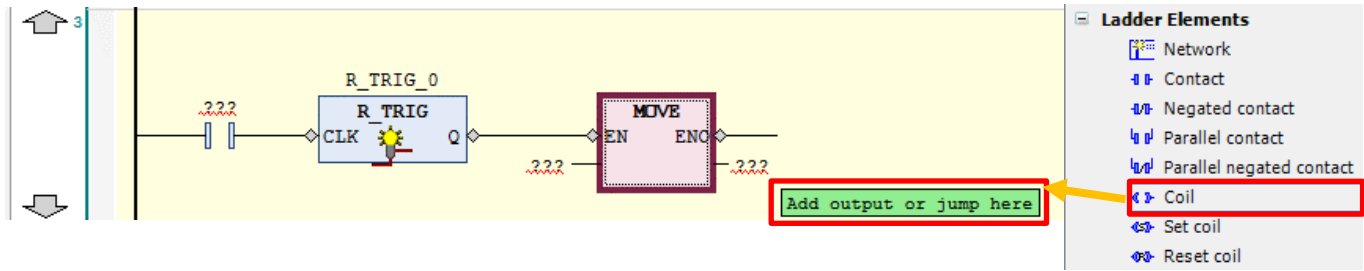 3
R_TRIG_0
???
R_TRIG
CLK
Q
MOVE
EN
ENO
???
???
Add output or jump here
Ladder Elements
Network
Contact
Negated contact
Parallel contact
Parallel negated contact
Coil
Set coil
Reset coil